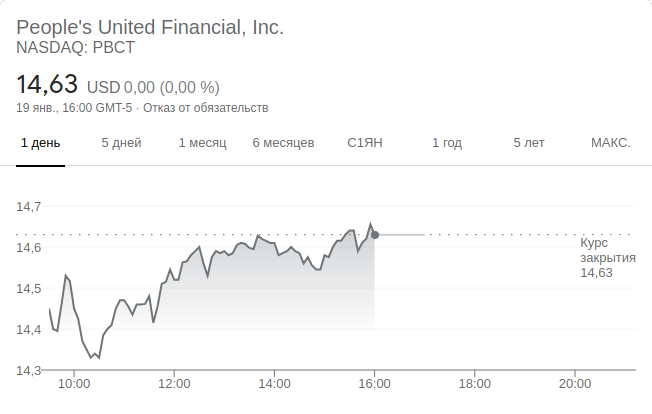 People's United Financial, Inc.
NASDAQ: PBCT
14,63 USD 0,00 (0,00 %)
19 янв., 16:00 GMT-5 · Отказ от обязательств
1 день 5 дней 1 месяц 6 месяцев С1ЯН 1 год 5 лет МАКС.
14,7
14,6
14,5
14,4
14,3
Курс
закрытия
14,63
10:00 12:00 14:00 16:00 18:00 20:00